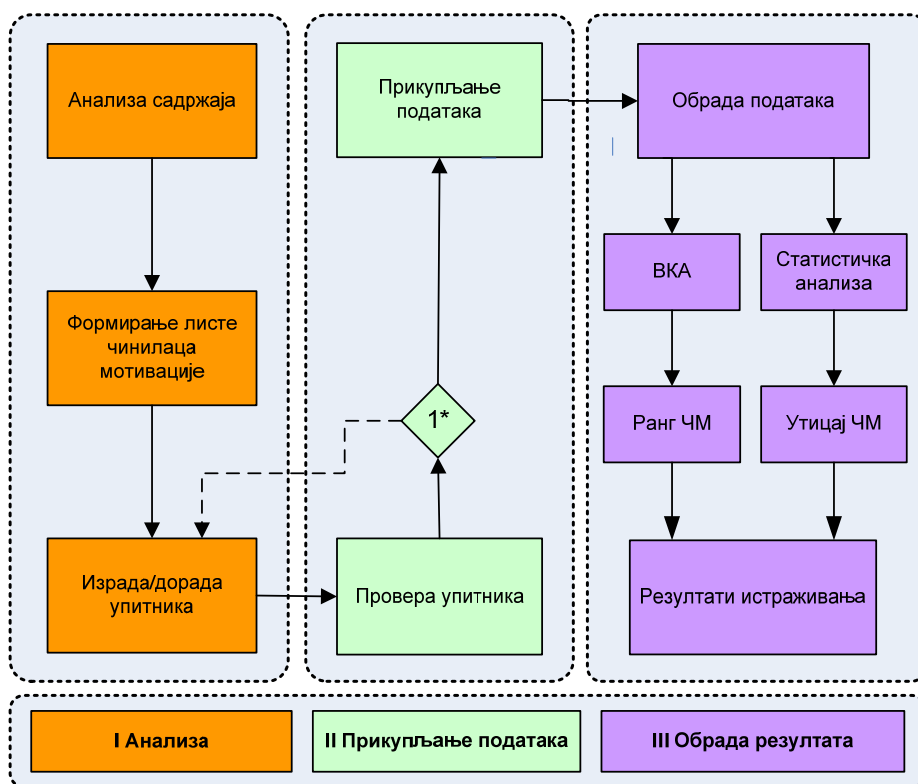 Анализа садржаја
Формирање листе
чинилаца
мотивације
Израда/дорада
упитника
Прикупљање
података
1*
Провера упитника
Обрада података
ВКА
Статистичка
анализа
Ранг ЧМ
Утицај ЧМ
Резултати истраживања
I Анализа
II Прикупљање података
III Обрада резултата